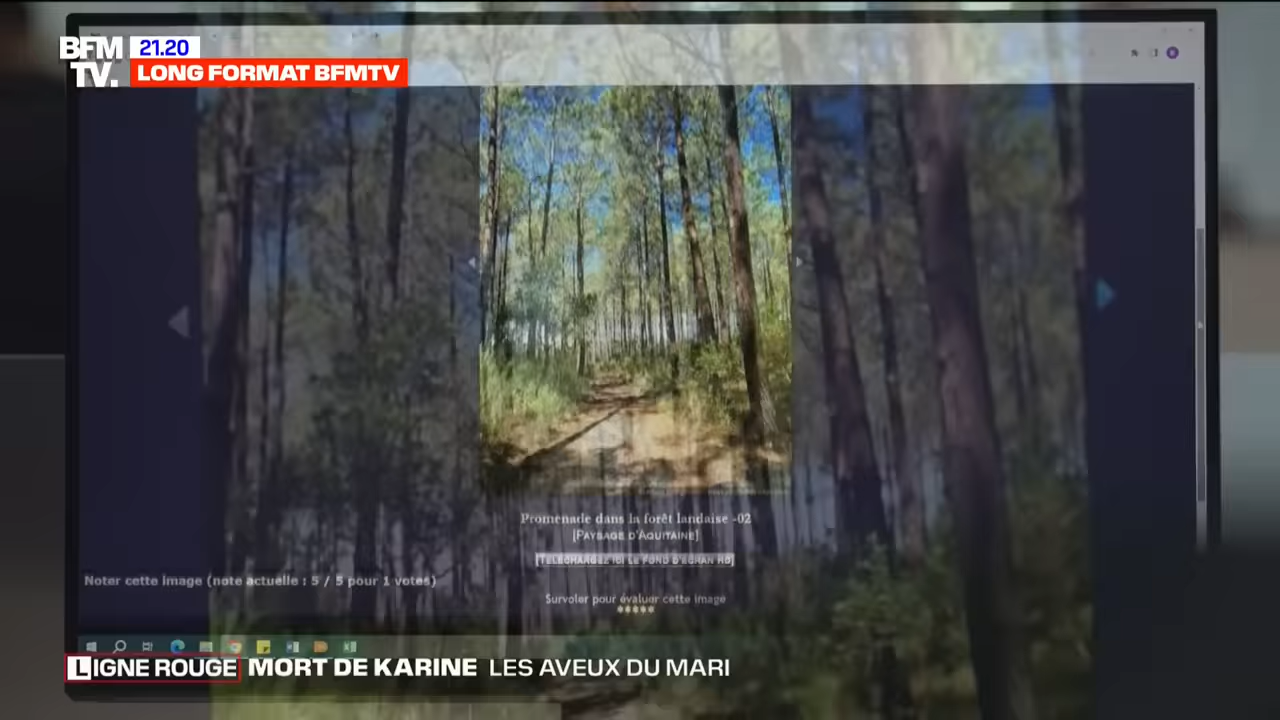 BFM
TV.
21.20
LONG FORMAT BFMTV
Promenade dans la forêt landaise -02
[PAYSAGE D'AQUITAINE]
[TÉLÉCHARGEZ ICI LE FOND D'ÉCRAN HD]
Noter cette image (note actuelle : 5 / 5 pour 1 votes)
Survoler pour évaluer cette image
LIGNE ROUGE MORT DE KARINE LES AVEUX DU MARI